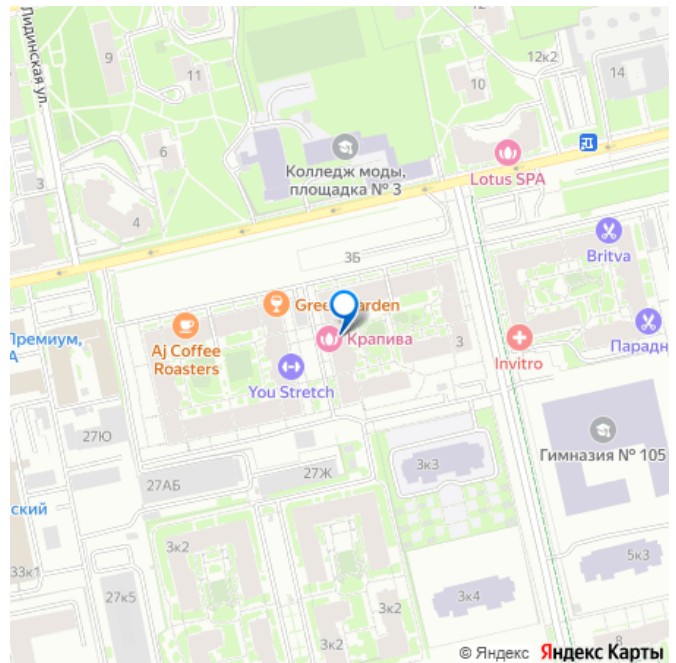 Лидинская ул.
9
11
12к2
14
10
6
Колледж моды,
площадка № 3
Lotus SPA
3
4
3Б
Britva
Green Garden
Крапива
3
Aj Coffee
Roasters
You Stretch
Invitro
Парадн
Премиум,
А
27Ю
Гимназия № 105
3к3
27Ж
27АБ
ский
3к2
33к1
27к5
3к4
5к3
3к2
3к2
8
© Яндекс Яндекс Карты